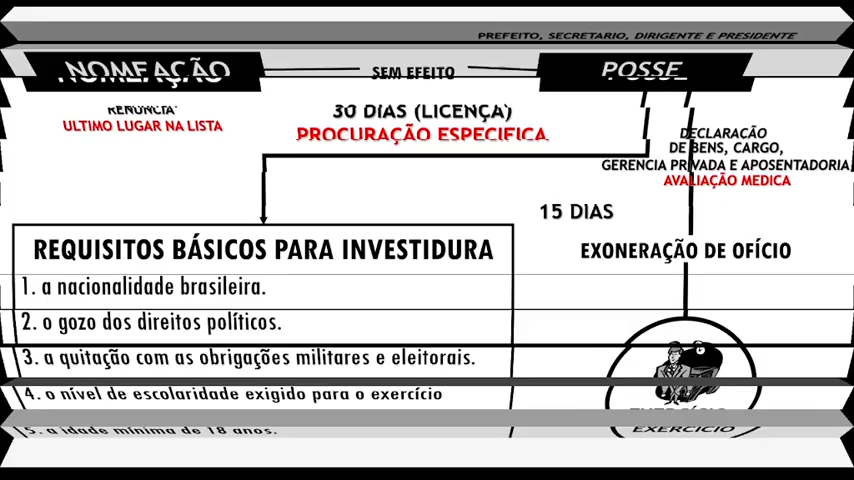 PREFEITO, SECRETARIO, DIRIGENTE E PRESIDENTE
NOMEAÇÃO
SEM EFEITO
POSSE
RENUNCIA
ULTIMO LUGAR NA LISTA
30 DIAS (LICENÇA)
PROCURAÇÃO ESPECIFICA
DECLARAÇÃO
DE BENS, CARGO,
GERENCIA PRIVADA E APOSENTADORIA
AVALIAÇÃO MEDICA
15 DIAS
EXONERAÇÃO DE OFÍCIO
REQUISITOS BÁSICOS PARA INVESTIDURA
1. a nacionalidade brasileira.
2. o gozo dos direitos políticos.
3. a quitação com as obrigações militares e eleitorais.
4. o nível de escolaridade exigido para o exercício
5. a idade mínima de 18 anos.
EXERCÍCIO